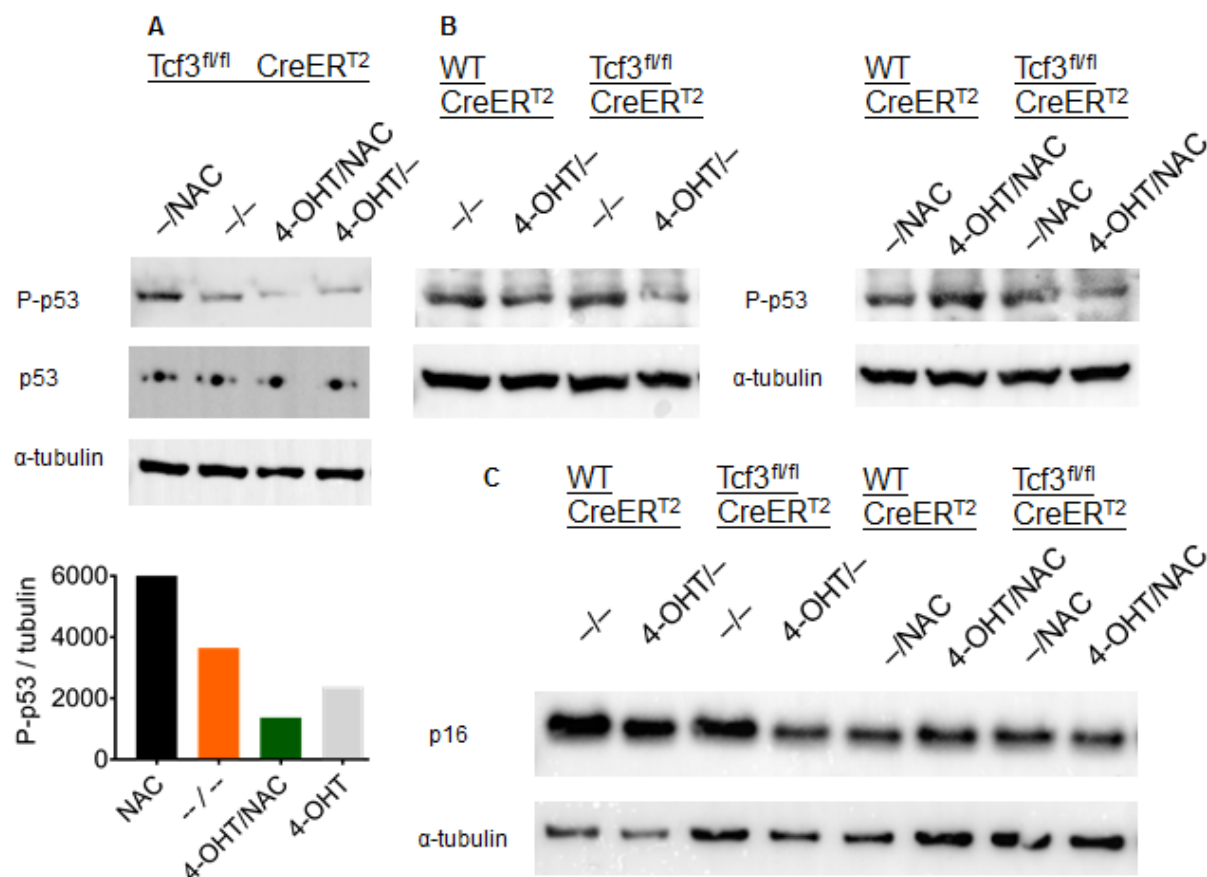 A
Tcf3fl/fl CreERT2
–/NAC
–/–
4-OHT/NAC
4-OHT/–
P-p53
p53
α-tubulin
6000
4000
2000
0
P-p53 / tubulin
NAC
--/--
4-OHT/NAC
4-OHT
B
WT
CreERT2
Tcf3fl/fl
CreERT2
–/–
4-OHT/–
–/–
4-OHT/–
WT
CreERT2
Tcf3fl/fl
CreERT2
–/NAC
4-OHT/NAC
–/NAC
4-OHT/NAC
P-p53
α-tubulin
C
WT
CreERT2
Tcf3fl/fl
CreERT2
WT
CreERT2
Tcf3fl/fl
CreERT2
–/–
4-OHT/–
–/–
4-OHT/–
–/NAC
4-OHT/NAC
–/NAC
4-OHT/NAC
p16
α-tubulin